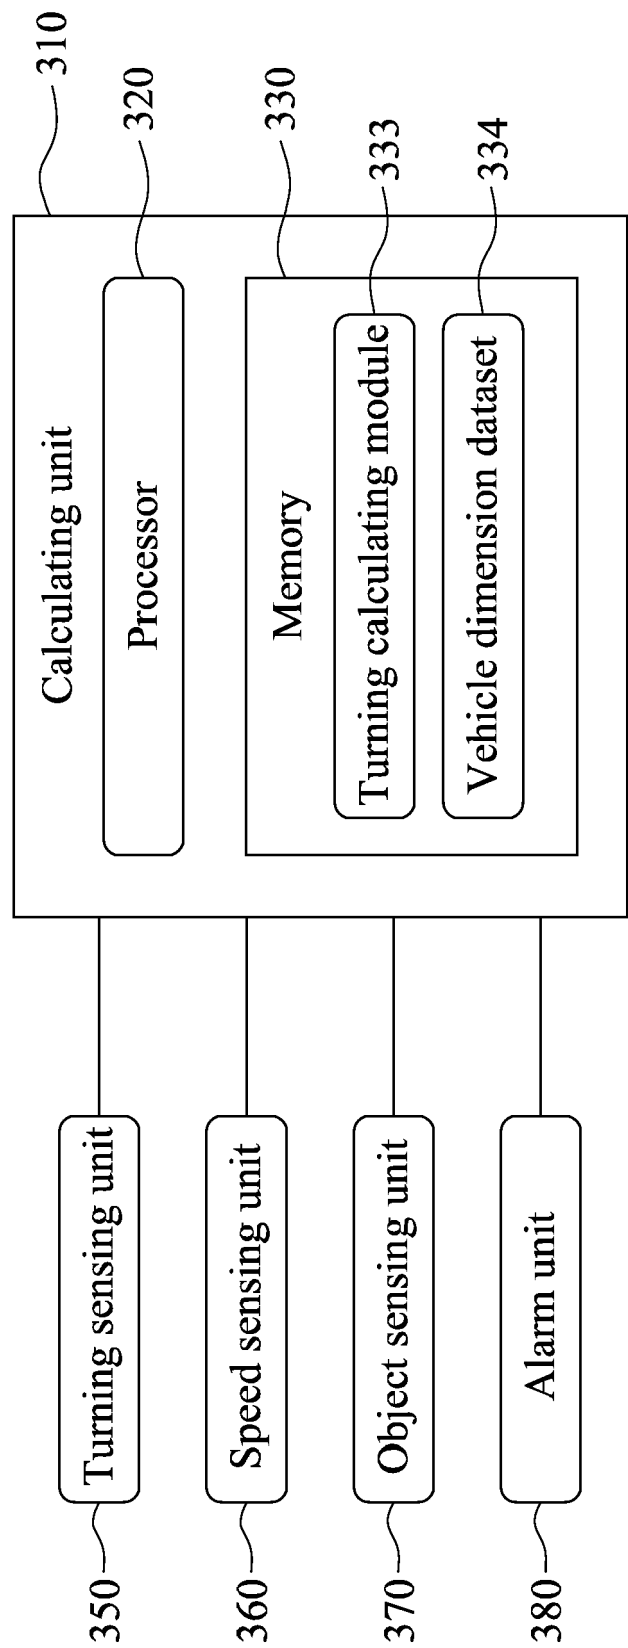 350
Turning sensing unit
360
Speed sensing unit
370
Object sensing unit
380
Alarm unit
Calculating unit
310
Processor
320
Memory
330
Turning calculating module
333
Vehicle dimension dataset
334